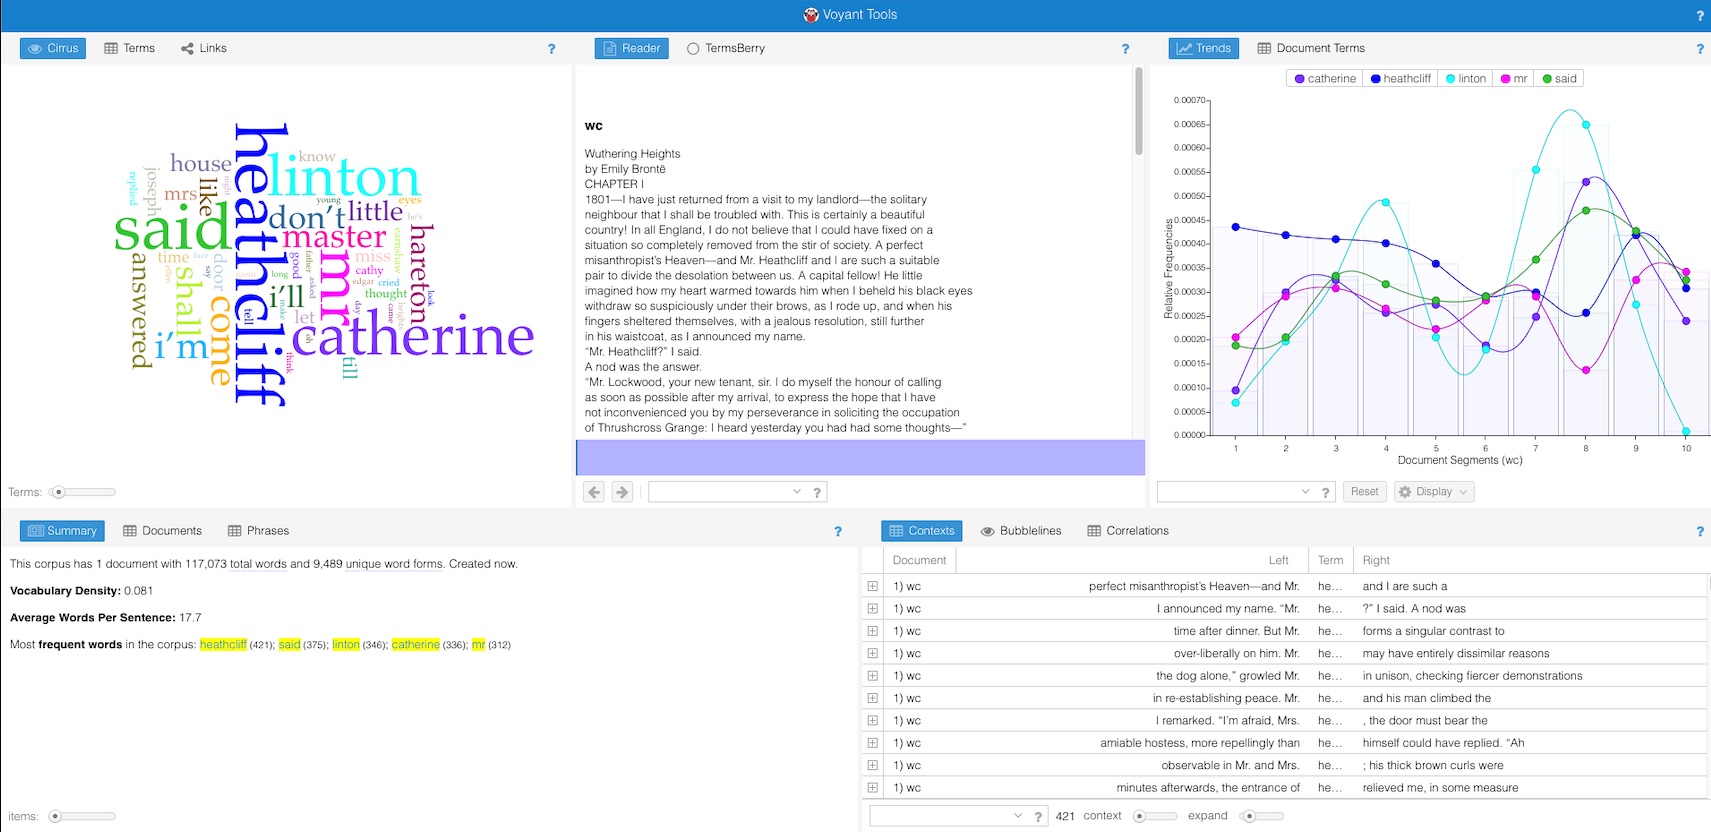 Voyant Tools
?
Cirrus Terms Links ?
know
house
linton
replied
joseph
mrs
like
night
young
eyes
don't little
he's
said
heathcliff
master
hareton
earnshaw
time
face
miss
answered
shall
door
say
room
long
good
father
asked
mr
cathy
edgar cried
thought
look
i'll
come
tell
make
let
day
came
heights
i'm
catherine
oh
think
till
Terms:
Reader TermsBerry ?
wc
Wuthering Heights
by Emily Brontë
CHAPTER I
1801—I have just returned from a visit to my landlord—the solitary
neighbour that I shall be troubled with. This is certainly a beautiful
country! In all England, I do not believe that I could have fixed on a
situation so completely removed from the stir of society. A perfect
misanthropist's Heaven—and Mr. Heathcliff and I are such a suitable
pair to divide the desolation between us. A capital fellow! He little
imagined how my heart warmed towards him when I beheld his black eyes
withdraw so suspiciously under their brows, as I rode up, and when his
fingers sheltered themselves, with a jealous resolution, still further
in his waistcoat, as I announced my name.
“Mr. Heathcliff?” I said.
A nod was the answer.
“Mr. Lockwood, your new tenant, sir. I do myself the honour of calling
as soon as possible after my arrival, to express the hope that I have
not inconvenienced you by my perseverance in soliciting the occupation
of Thrushcross Grange: I heard yesterday you had had some thoughts—”
?
Trends Document Terms ?
catherine heathcliff linton mr said
Relative Frequencies
0.00070
0.00065
0.00060
0.00055
0.00050
0.00045
0.00040
0.00035
0.00030
0.00025
0.00020
0.00015
0.00010
0.00005
0.00000
1 2 3 4 5 6 7 8 9 10
Document Segments (wc)
? Reset Display
Summary Documents Phrases ?
This corpus has 1 document with 117,073 total words and 9,489 unique word forms. Created now.
Vocabulary Density: 0.081
Average Words Per Sentence: 17.7
Most frequent words in the corpus: heathcliff (421); said (375); linton (346); catherine (336); mr (312)
items:
Contexts Bubblelines Correlations ?
Document Left Term Right
1) wc perfect misanthropist's Heaven—and Mr. he... and I are such a
1) wc I announced my name. “Mr. he... ?” I said. A nod was
1) wc time after dinner. But Mr. he... forms a singular contrast to
1) wc over-liberally on him. Mr. he... may have entirely dissimilar reasons
1) wc the dog alone,” growled Mr. he... in unison, checking fiercer demonstrations
1) wc in re-establishing peace. Mr. he... and his man climbed the
1) wc I remarked. “I'm afraid, Mrs. he... , the door must bear the
1) wc amiable hostess, more repellingly than he... himself could have replied. “Ah
1) wc observable in Mr. and Mrs. he... ; his thick brown curls were
1) wc minutes afterwards, the entrance of he... relieved me, in some measure
? 421 context expand